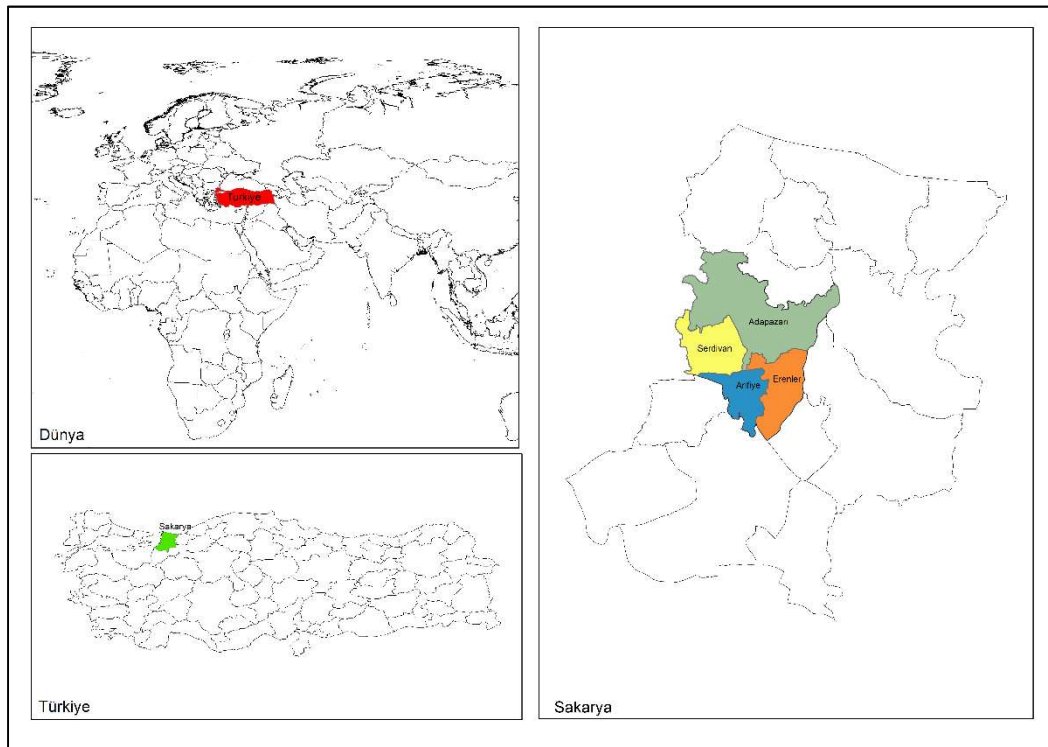 Türkiye
Dünya
Sakarya
Türkiye
Adapazarı
Serdivan
Erenler
Arifiye
Sakarya